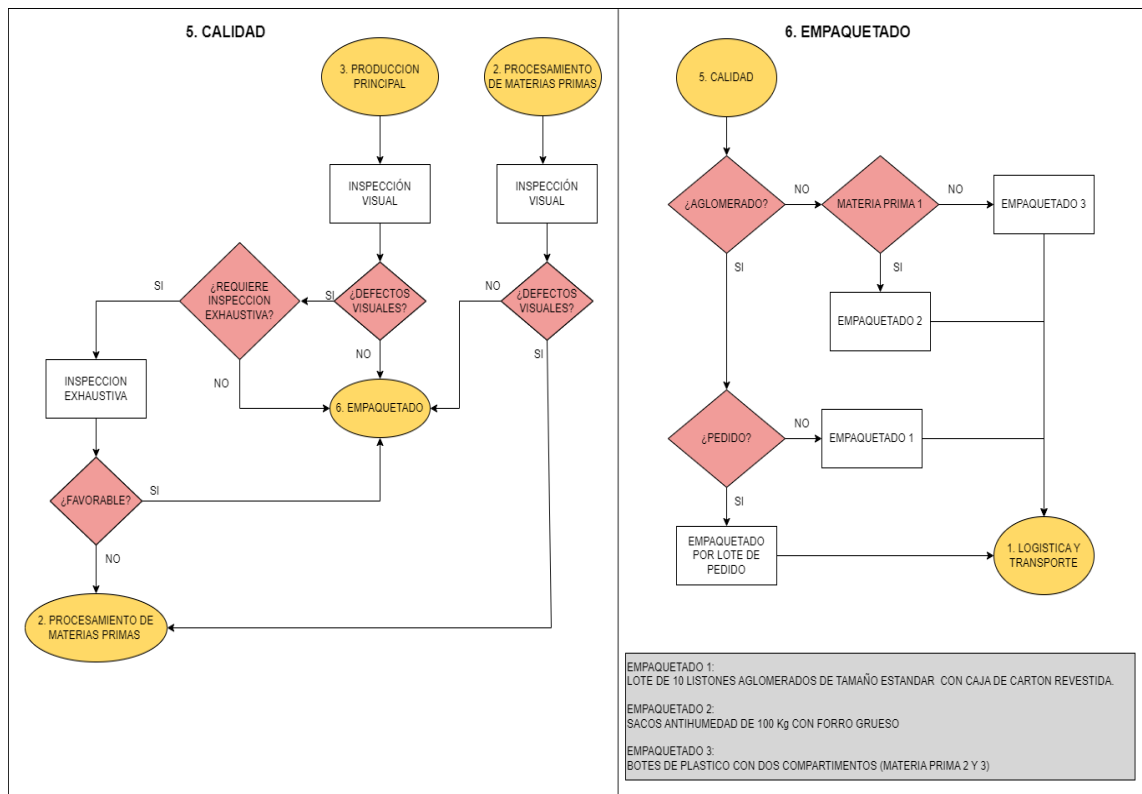 5. CALIDAD
3. PRODUCCION
PRINCIPAL
2. PROCESAMIENTO
DE MATERIAS PRIMAS
INSPECCIÓN
VISUAL
INSPECCIÓN
VISUAL
¿REQUIERE
INSPECCION
EXHAUSTIVA?
SI
¿DEFECTOS
VISUALES?
SI
NO
¿DEFECTOS
VISUALES?
NO
SI
INSPECCION
EXHAUSTIVA
NO
6. EMPAQUETADO
¿FAVORABLE?
SI
NO
2. PROCESAMIENTO DE
MATERIAS PRIMAS
6. EMPAQUETADO
5. CALIDAD
¿AGLOMERADO?
NO
MATERIA PRIMA 1
NO
EMPAQUETADO 3
SI
SI
EMPAQUETADO 2
¿PEDIDO?
NO
EMPAQUETADO 1
SI
EMPAQUETADO
POR LOTE DE
PEDIDO
1. LOGISTICA Y
TRANSPORTE
EMPAQUETADO 1:
LOTE DE 10 LISTONES AGLOMERADOS DE TAMAÑO ESTANDAR CON CAJA DE CARTON REVESTIDA.
EMPAQUETADO 2:
SACOS ANTIHUMEDAD DE 100 Kg CON FORRO GRUESO
EMPAQUETADO 3:
BOTES DE PLASTICO CON DOS COMPARTIMENTOS (MATERIA PRIMA 2 Y 3)